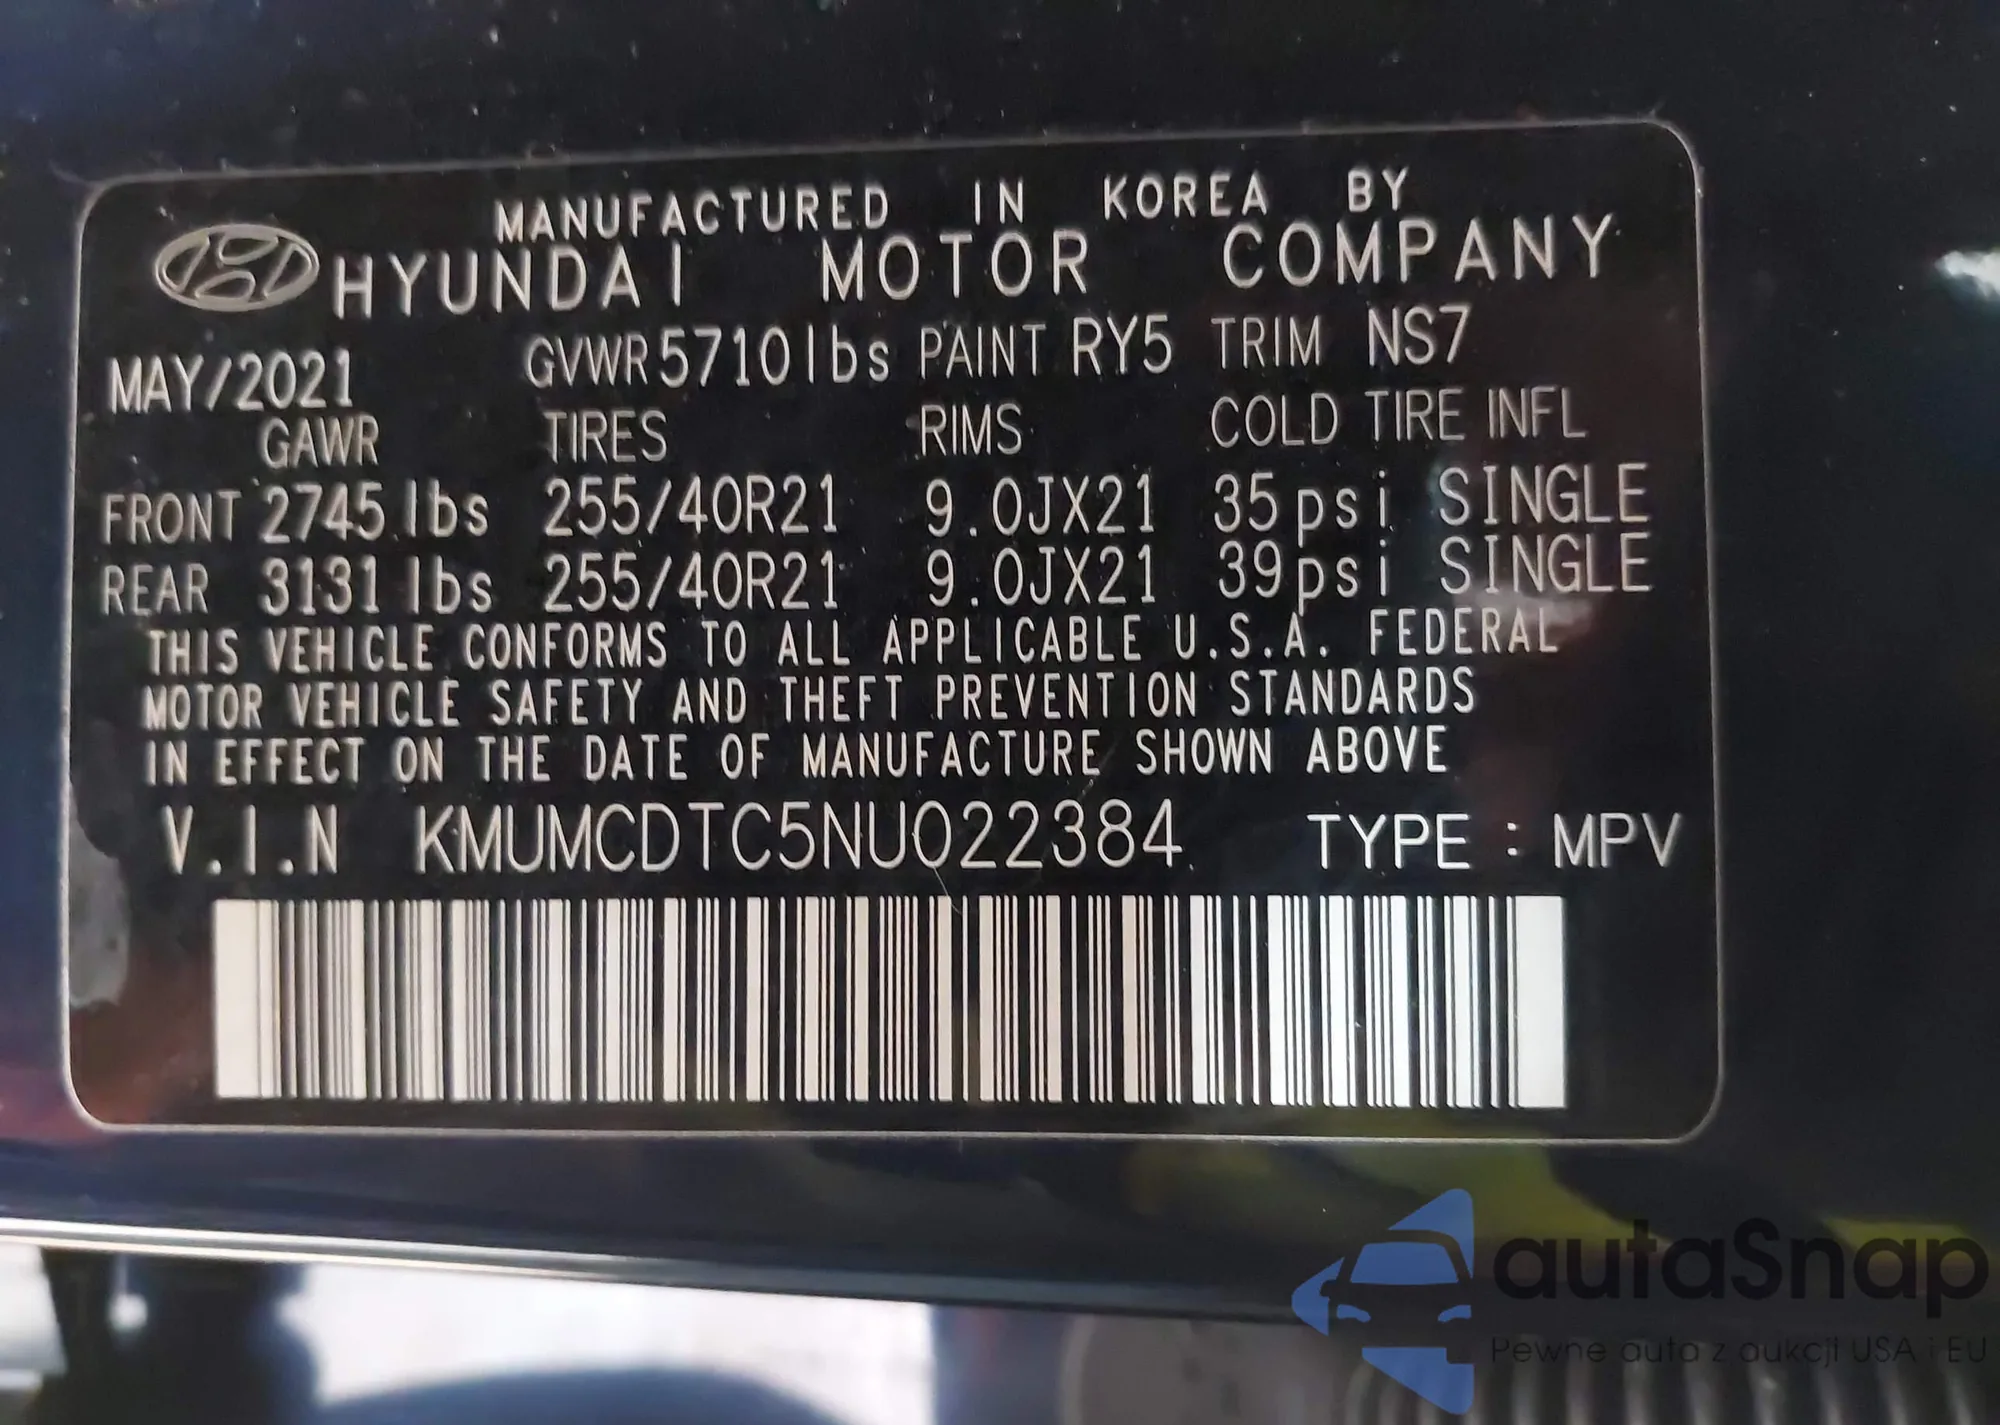 MANUFACTURED IN KOREA BY
HYUNDAI MOTOR COMPANY
MAY/2021 GVWR 5710lbs PAINT RY5 TRIM NS7
GAWR TIRES RIMS COLD TIRE INFL
FRONT 2745 lbs 255/40R21 9.0JX21 35psi SINGLE
REAR 3131 lbs 255/40R21 9.0JX21 39psi SINGLE
THIS VEHICLE CONFORMS TO ALL APPLICABLE U.S.A. FEDERAL
MOTOR VEHICLE SAFETY AND THEFT PREVENTION STANDARDS
IN EFFECT ON THE DATE OF MANUFACTURE SHOWN ABOVE
V.I.N KMUMCDTC5NU022384 TYPE : MPV
autaSnap
Pewne auta z aukcji USA i EU